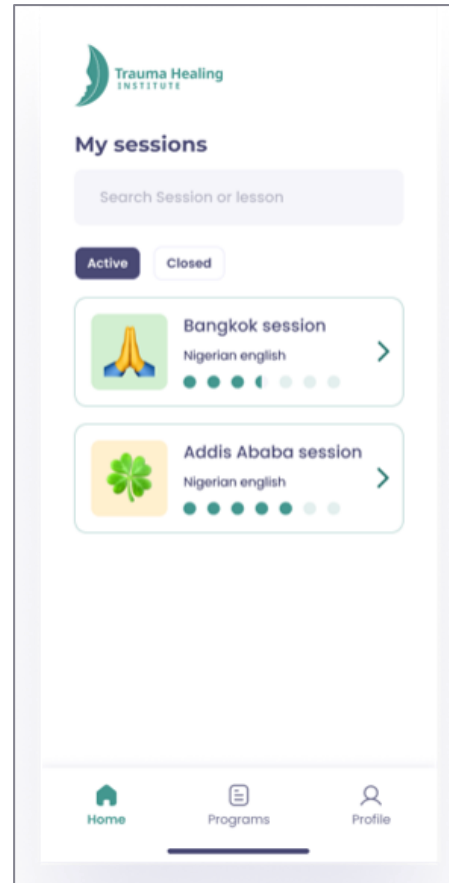 Trauma Healing
INSTITUTE
My sessions
Search Session or lesson
Active Closed
Bangkok session
Nigerian english
Addis Ababa session
Nigerian english
Home Programs Profile